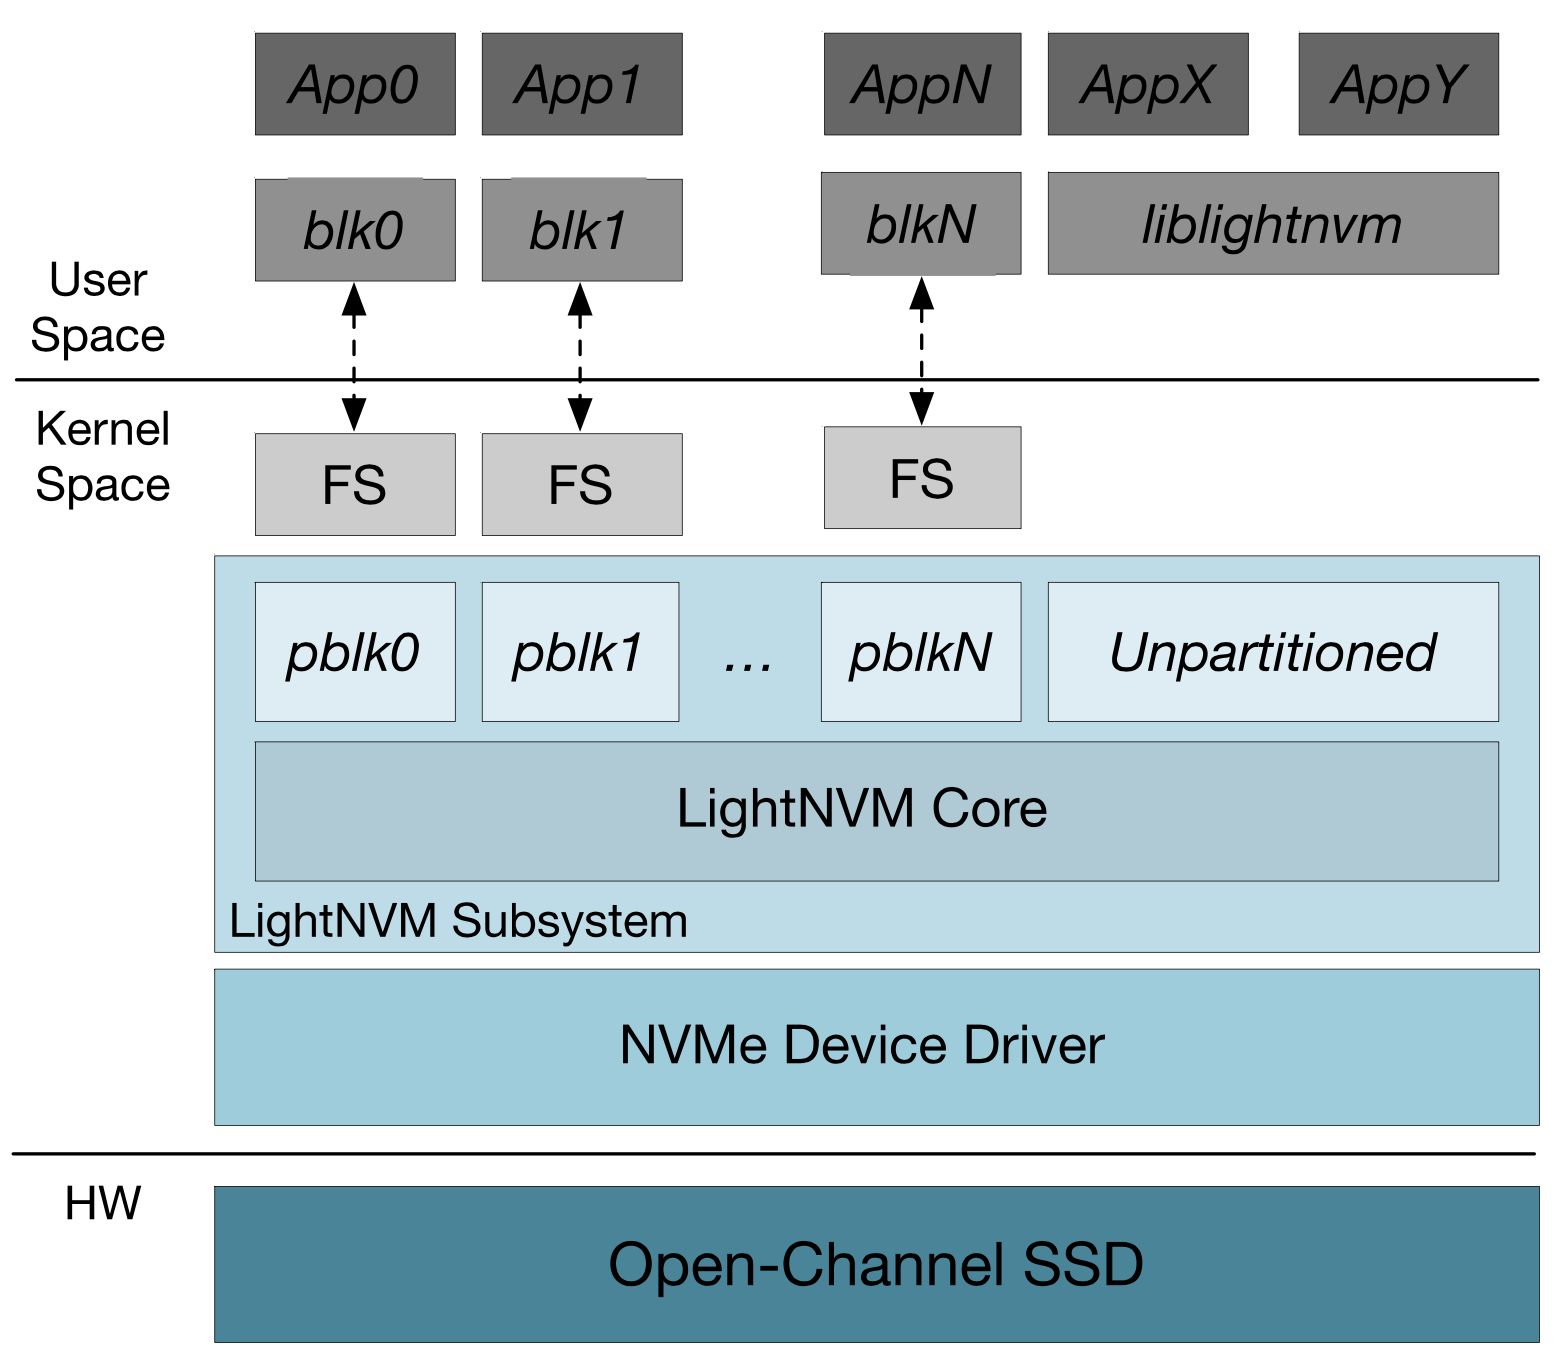 App0 App1 AppN AppX AppY
blk0 blk1 blkN liblightnvm
User
Space
Kernel
Space
FS FS FS
pblk0 pblk1 ... pblkN Unpartitioned
LightNVM Core
LightNVM Subsystem
NVMe Device Driver
HW
Open-Channel SSD